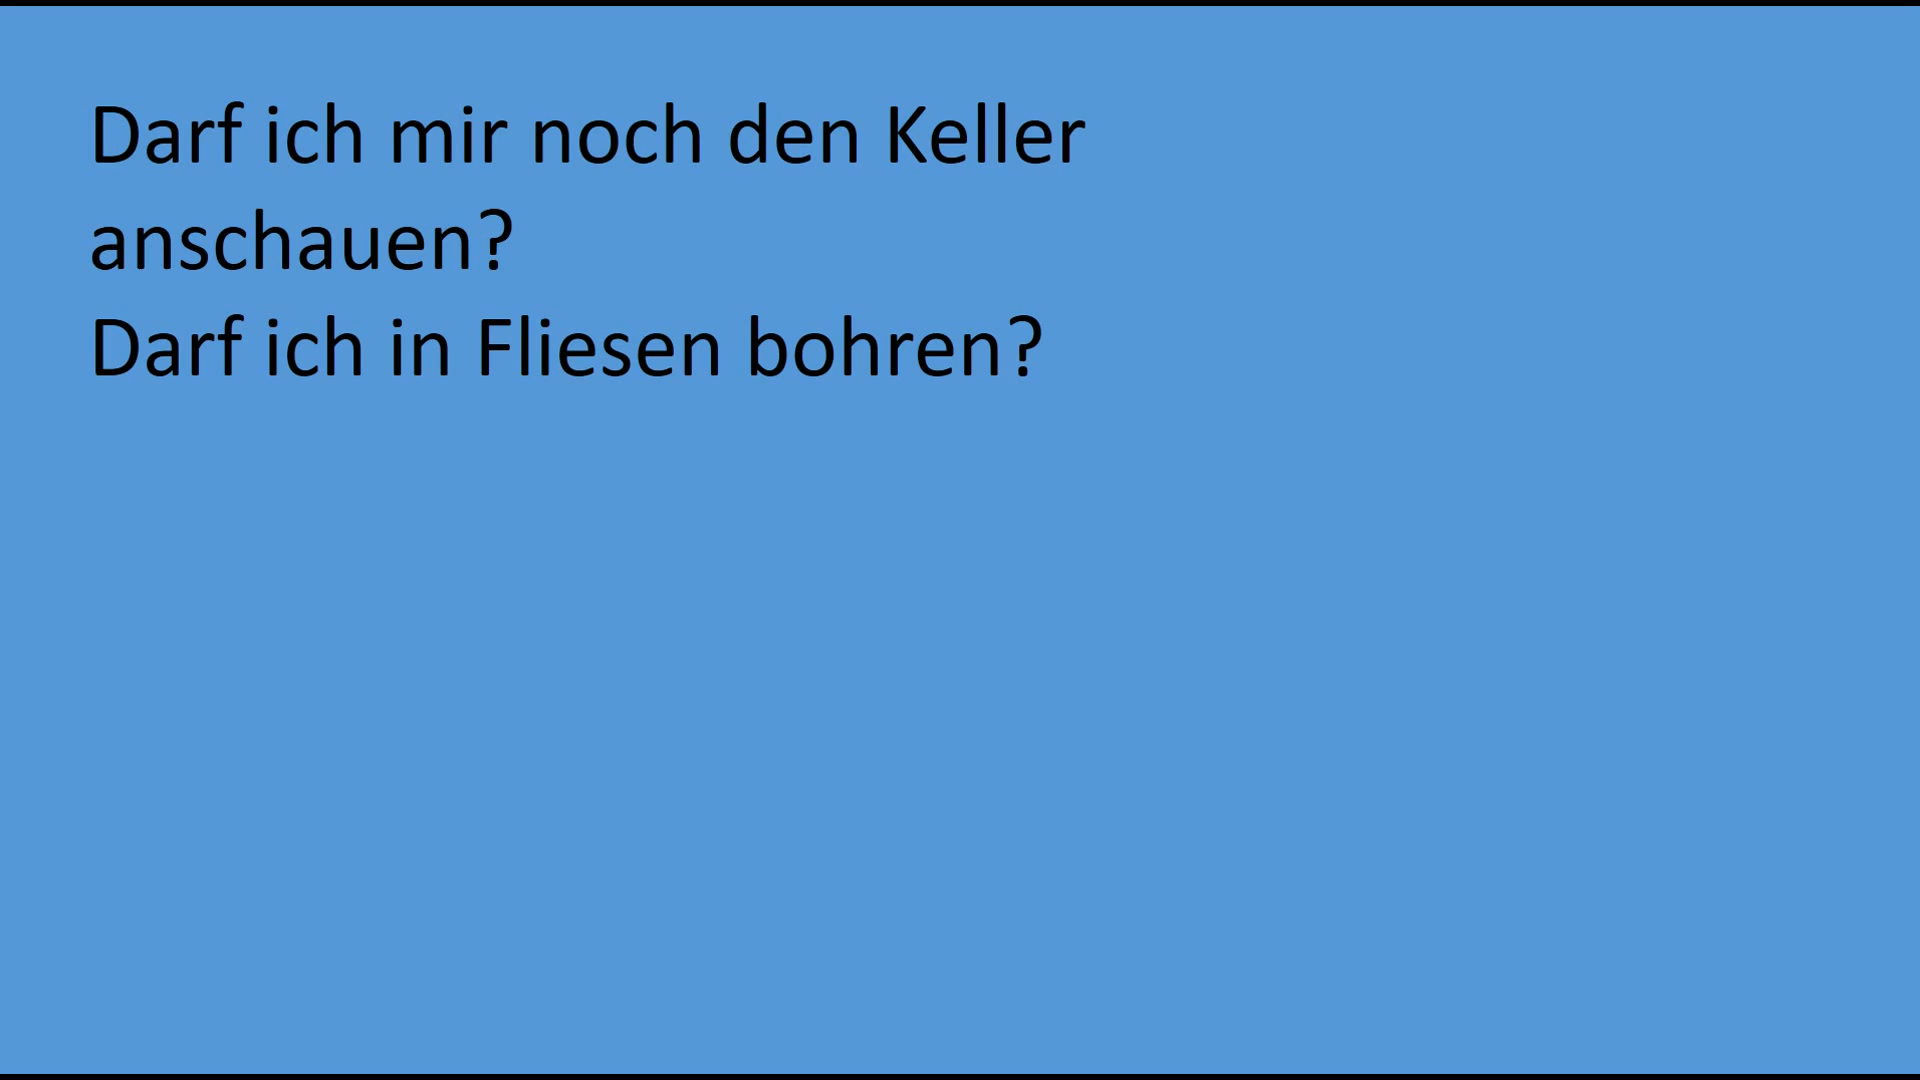 Darf ich mir noch den Keller
anschauen?
Darf ich in Fliesen bohren?